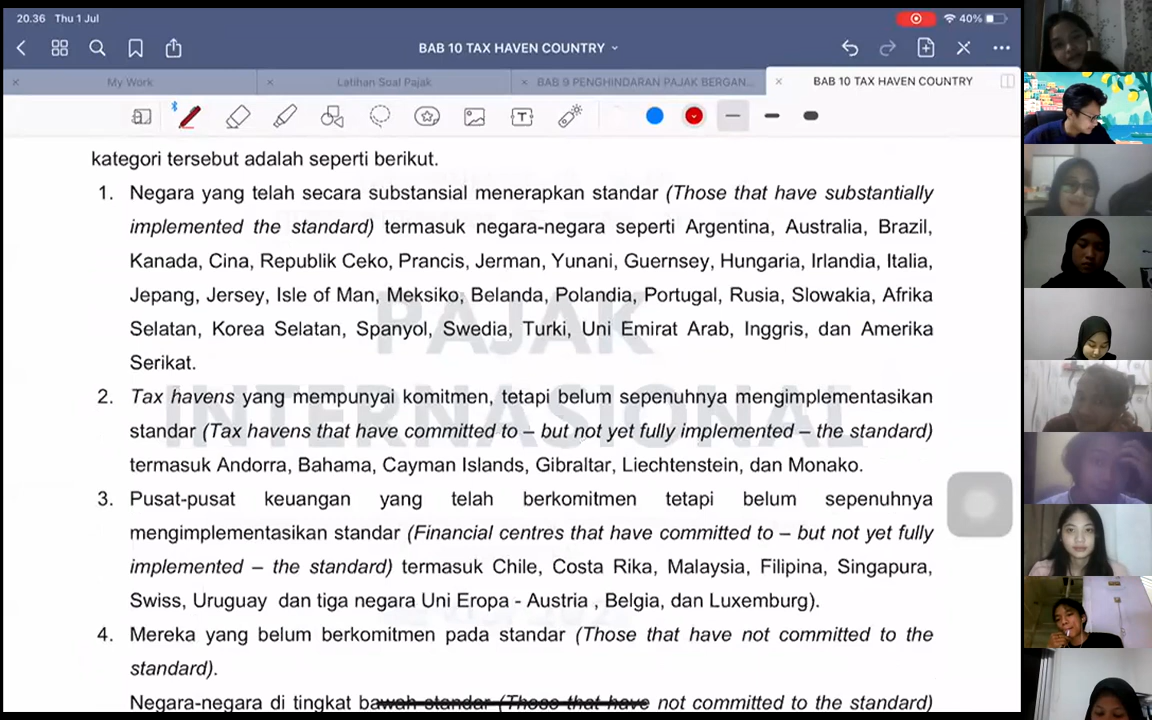 20.36 Thu 1 Jul
40%
BAB 10 TAX HAVEN COUNTRY
My Work
Latihan Soal Pajak
BAB 9 PENGHINDARAN PAJAK BERGAN...
BAB 10 TAX HAVEN COUNTRY
kategori tersebut adalah seperti berikut.
1. Negara yang telah secara substansial menerapkan standar (Those that have substantially
implemented the standard) termasuk negara-negara seperti Argentina, Australia, Brazil,
Kanada, Cina, Republik Ceko, Prancis, Jerman, Yunani, Guernsey, Hungaria, Irlandia, Italia,
Jepang, Jersey, Isle of Man, Meksiko, Belanda, Polandia, Portugal, Rusia, Slowakia, Afrika
Selatan, Korea Selatan, Spanyol, Swedia, Turki, Uni Emirat Arab, Inggris, dan Amerika
Serikat.
PAJAK
INTERNASIONAL
2. Tax havens yang mempunyai komitmen, tetapi belum sepenuhnya mengimplementasikan
standar (Tax havens that have committed to – but not yet fully implemented – the standard)
termasuk Andorra, Bahama, Cayman Islands, Gibraltar, Liechtenstein, dan Monako.
3. Pusat-pusat keuangan yang telah berkomitmen tetapi belum sepenuhnya
mengimplementasikan standar (Financial centres that have committed to – but not yet fully
implemented – the standard) termasuk Chile, Costa Rika, Malaysia, Filipina, Singapura,
Swiss, Uruguay dan tiga negara Uni Eropa - Austria , Belgia, dan Luxemburg).
4. Mereka yang belum berkomitmen pada standar (Those that have not committed to the
standard).
Negara-negara di tingkat bawah standar (Those that have not committed to the standard)